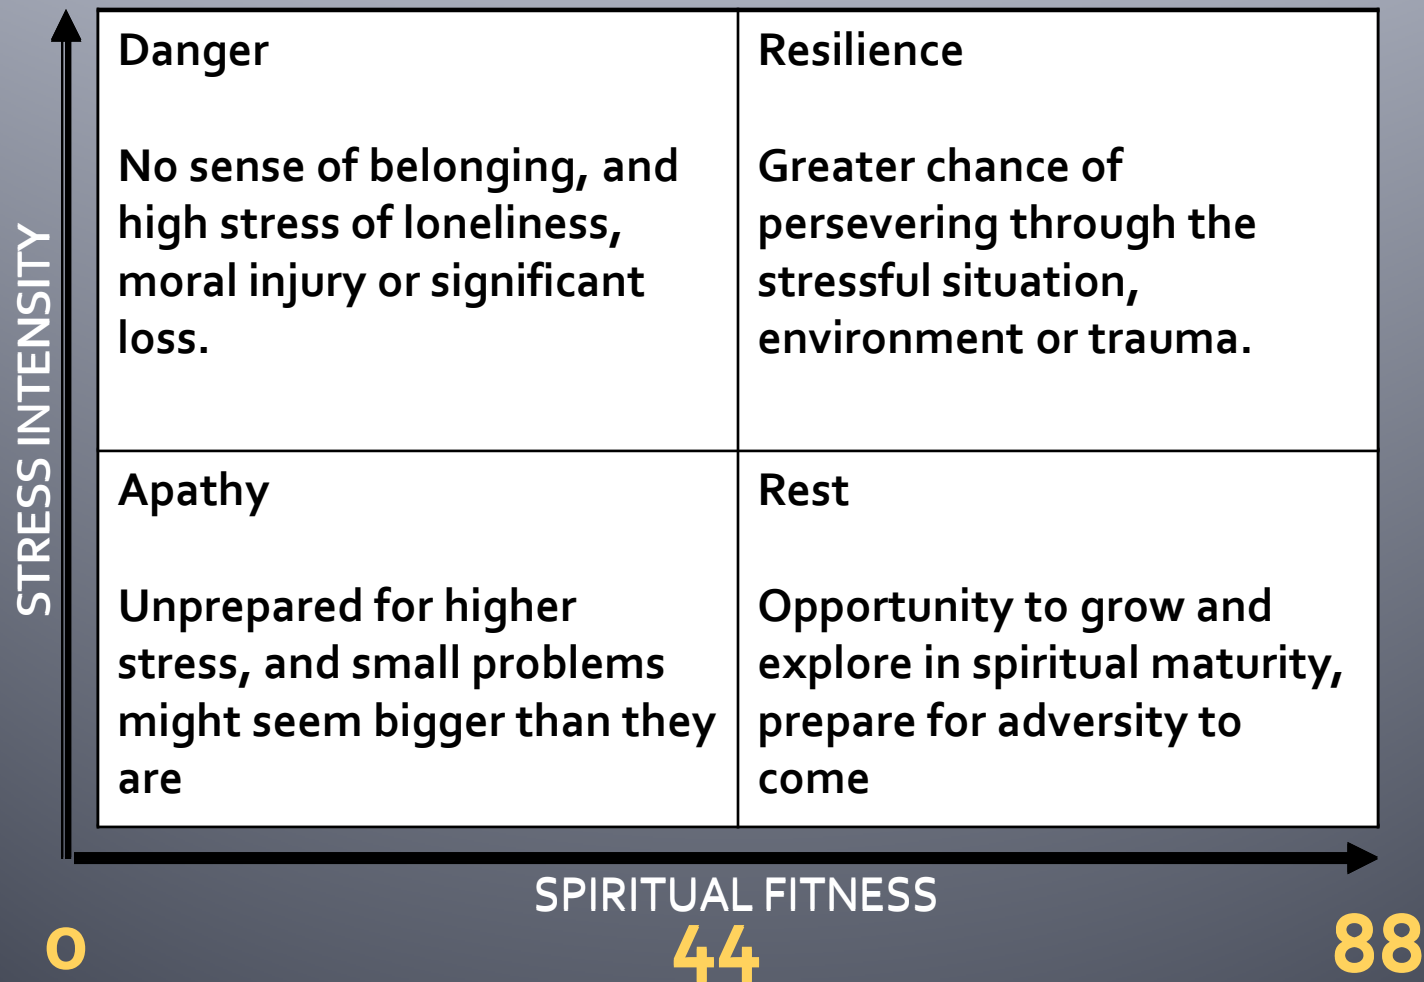 STRESS INTENSITY
Danger
No sense of belonging, and
high stress of loneliness,
moral injury or significant
loss.
Resilience
Greater chance of
persevering through the
stressful situation,
environment or trauma.
Apathy
Unprepared for higher
stress, and small problems
might seem bigger than they
are
Rest
Opportunity to grow and
explore in spiritual maturity,
prepare for adversity to
come
SPIRITUAL FITNESS
0
44
88